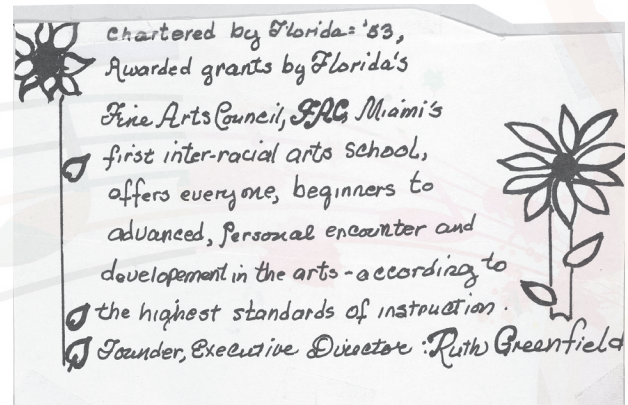 chartered by Florida: '53,
Awarded grants by Florida's
Fine Arts Council, FAC, Miami's
first inter-racial arts school,
offers everyone, beginners to
advanced, personal encounter and
developement in the arts - according to
the highest standards of instruction.
Founder, Executive Director : Ruth Greenfield